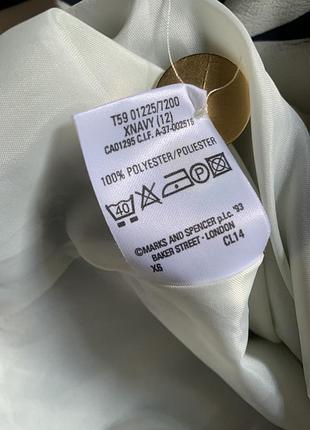 T59 01225/7200
XNAVY (12)
CA01295 C.I.F. A-37-002515
100% POLYESTER/POLIESTER
40 P
©MARKS AND SPENCER p.l.c. '93
BAKER STREET - LONDON
X6 CL14